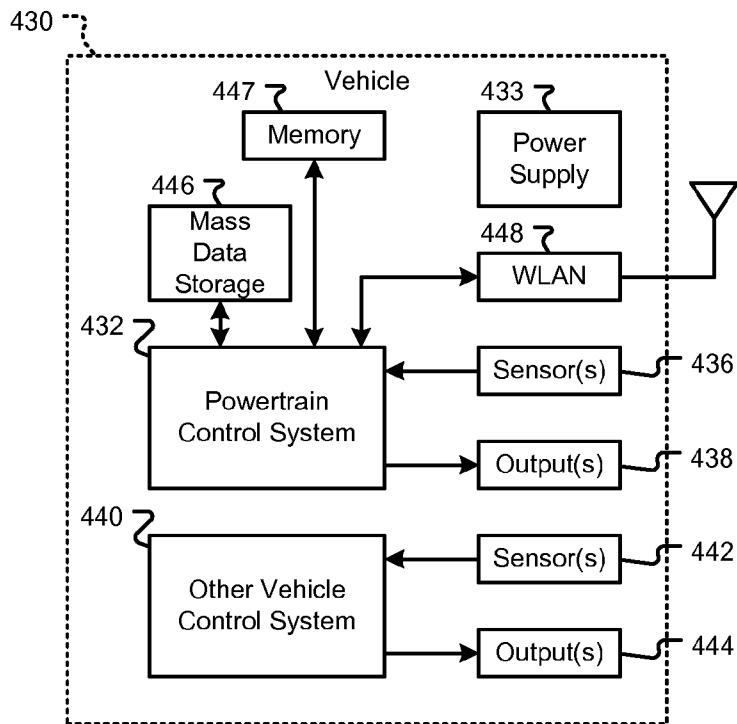 430
Vehicle
447
Memory
433
Power
Supply
446
Mass
Data
Storage
448
WLAN
432
Powertrain
Control System
Sensor(s)
436
Output(s)
438
440
Other Vehicle
Control System
Sensor(s)
442
Output(s)
444